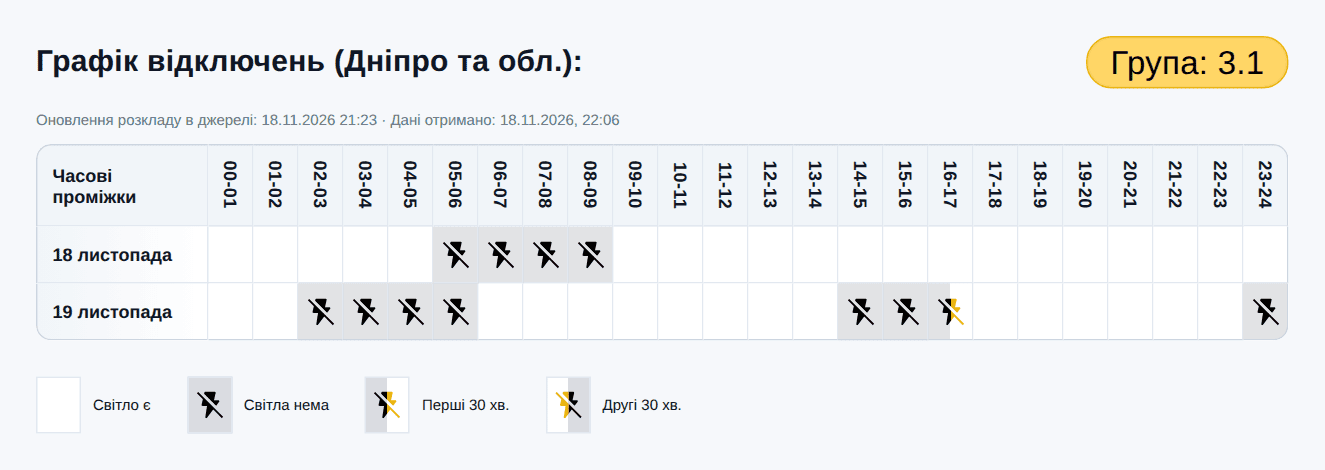 Графік відключень (Дніпро та обл.):
Група: 3.1
Оновлення розкладу в джерелі: 18.11.2026 21:23 · Дані отримано: 18.11.2026, 22:06
Часові
проміжки
00-01
01-02
02-03
03-04
04-05
05-06
06-07
07-08
08-09
09-10
10-11
11-12
12-13
13-14
14-15
15-16
16-17
17-18
18-19
19-20
20-21
21-22
22-23
23-24
18 листопада
19 листопада
Світло є
Світла нема
Перші 30 хв.
Другі 30 хв.